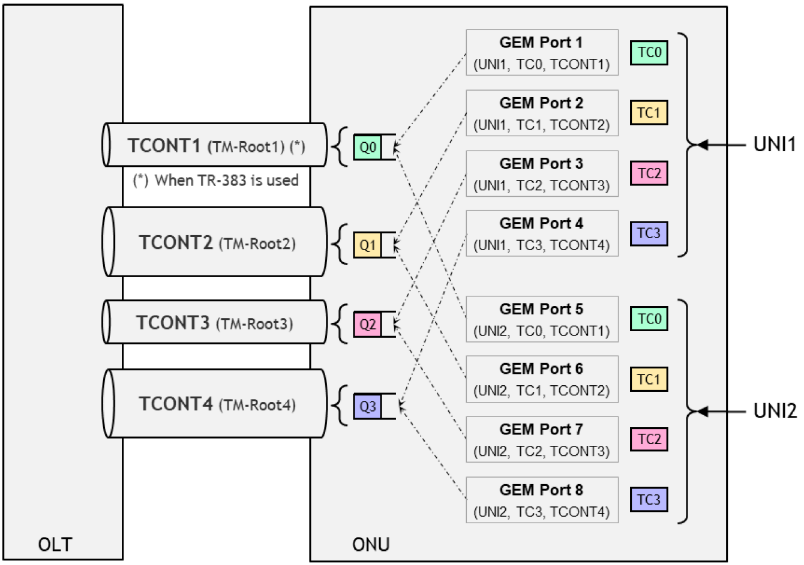 GEM Port 1
(UNI1, TC0, TCONT1)
TC0
GEM Port 2
(UNI1, TC1, TCONT2)
TC1
TCONT1 (TM-Root1) (*)
Q0
UNI1
GEM Port 3
(UNI1, TC2, TCONT3)
TC2
(*) When TR-383 is used
GEM Port 4
(UNI1, TC3, TCONT4)
TC3
TCONT2 (TM-Root2)
Q1
GEM Port 5
(UNI2, TC0, TCONT1)
TC0
TCONT3 (TM-Root3)
Q2
GEM Port 6
(UNI2, TC1, TCONT2)
TC1
TCONT4 (TM-Root4)
Q3
UNI2
GEM Port 7
(UNI2, TC2, TCONT3)
TC2
GEM Port 8
(UNI2, TC3, TCONT4)
TC3
OLT
ONU